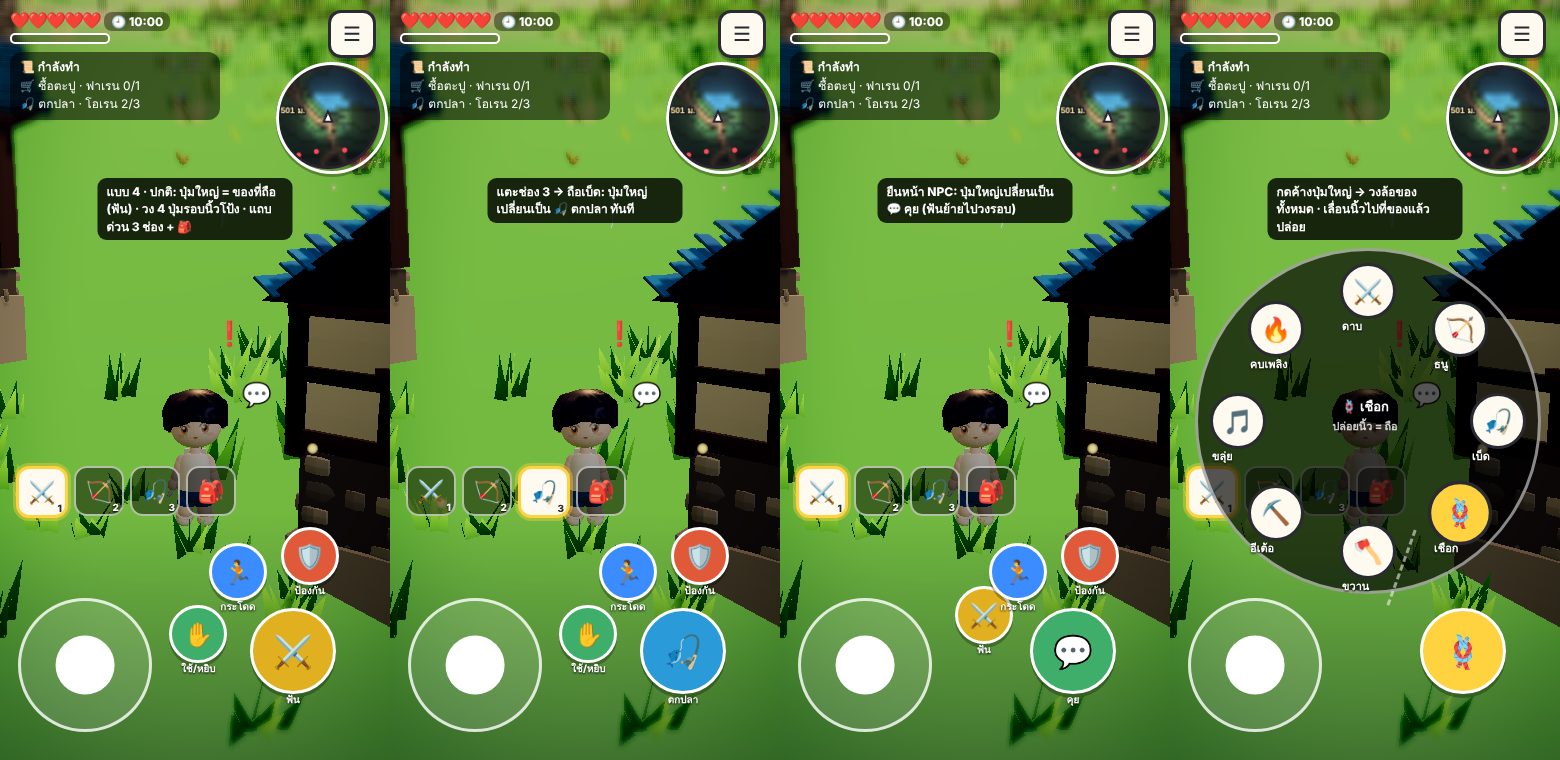 10:00
กำลังทำ
ซื้อตะปู · ฟาเรน 0/1
ตกปลา · โอเรน 2/3
501 ม.
แบบ 4 · ปกติ: ปุ่มใหญ่ = ของที่ถือ
(ฟัน) · วง 4 ปุ่มรอบนิ้วโป้ง · แถบ
ด่วน 3 ช่อง +
1
2
3
ป้องกัน
กระโดด
ใช้/หยิบ
ฟัน
10:00
กำลังทำ
ซื้อตะปู · ฟาเรน 0/1
ตกปลา · โอเรน 2/3
501 ม.
แตะช่อง 3 → ถือเบ็ด: ปุ่มใหญ่
เปลี่ยนเป็น 🎣 ตกปลา ทันที
1
2
3
ป้องกัน
กระโดด
ใช้/หยิบ
ตกปลา
10:00
กำลังทำ
ซื้อตะปู · ฟาเรน 0/1
ตกปลา · โอเรน 2/3
501 ม.
ยืนหน้า NPC: ปุ่มใหญ่เปลี่ยนเป็น
💬 คุย (ฟันย้ายไปวงรอบ)
1
2
3
ป้องกัน
กระโดด
ฟัน
คุย
10:00
กำลังทำ
ซื้อตะปู · ฟาเรน 0/1
ตกปลา · โอเรน 2/3
501 ม.
กดค้างปุ่มใหญ่ → วงล้อของ
ทั้งหมด · เลื่อนนิ้วไปที่ของแล้ว
ปล่อย
ดาบ
คบเพลิง
ธนู
เชือก
ปล่อยนิ้ว = ถือ
ขลุ่ย
เบ็ด
1
3
อีเต้อ
เชือก
ขวาน